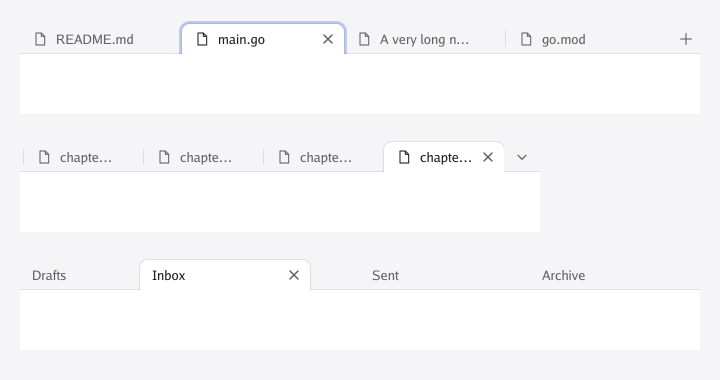 README.md main.go A very long n... go.mod
chapte... chapte... chapte... chapte...
Drafts Inbox Sent Archive